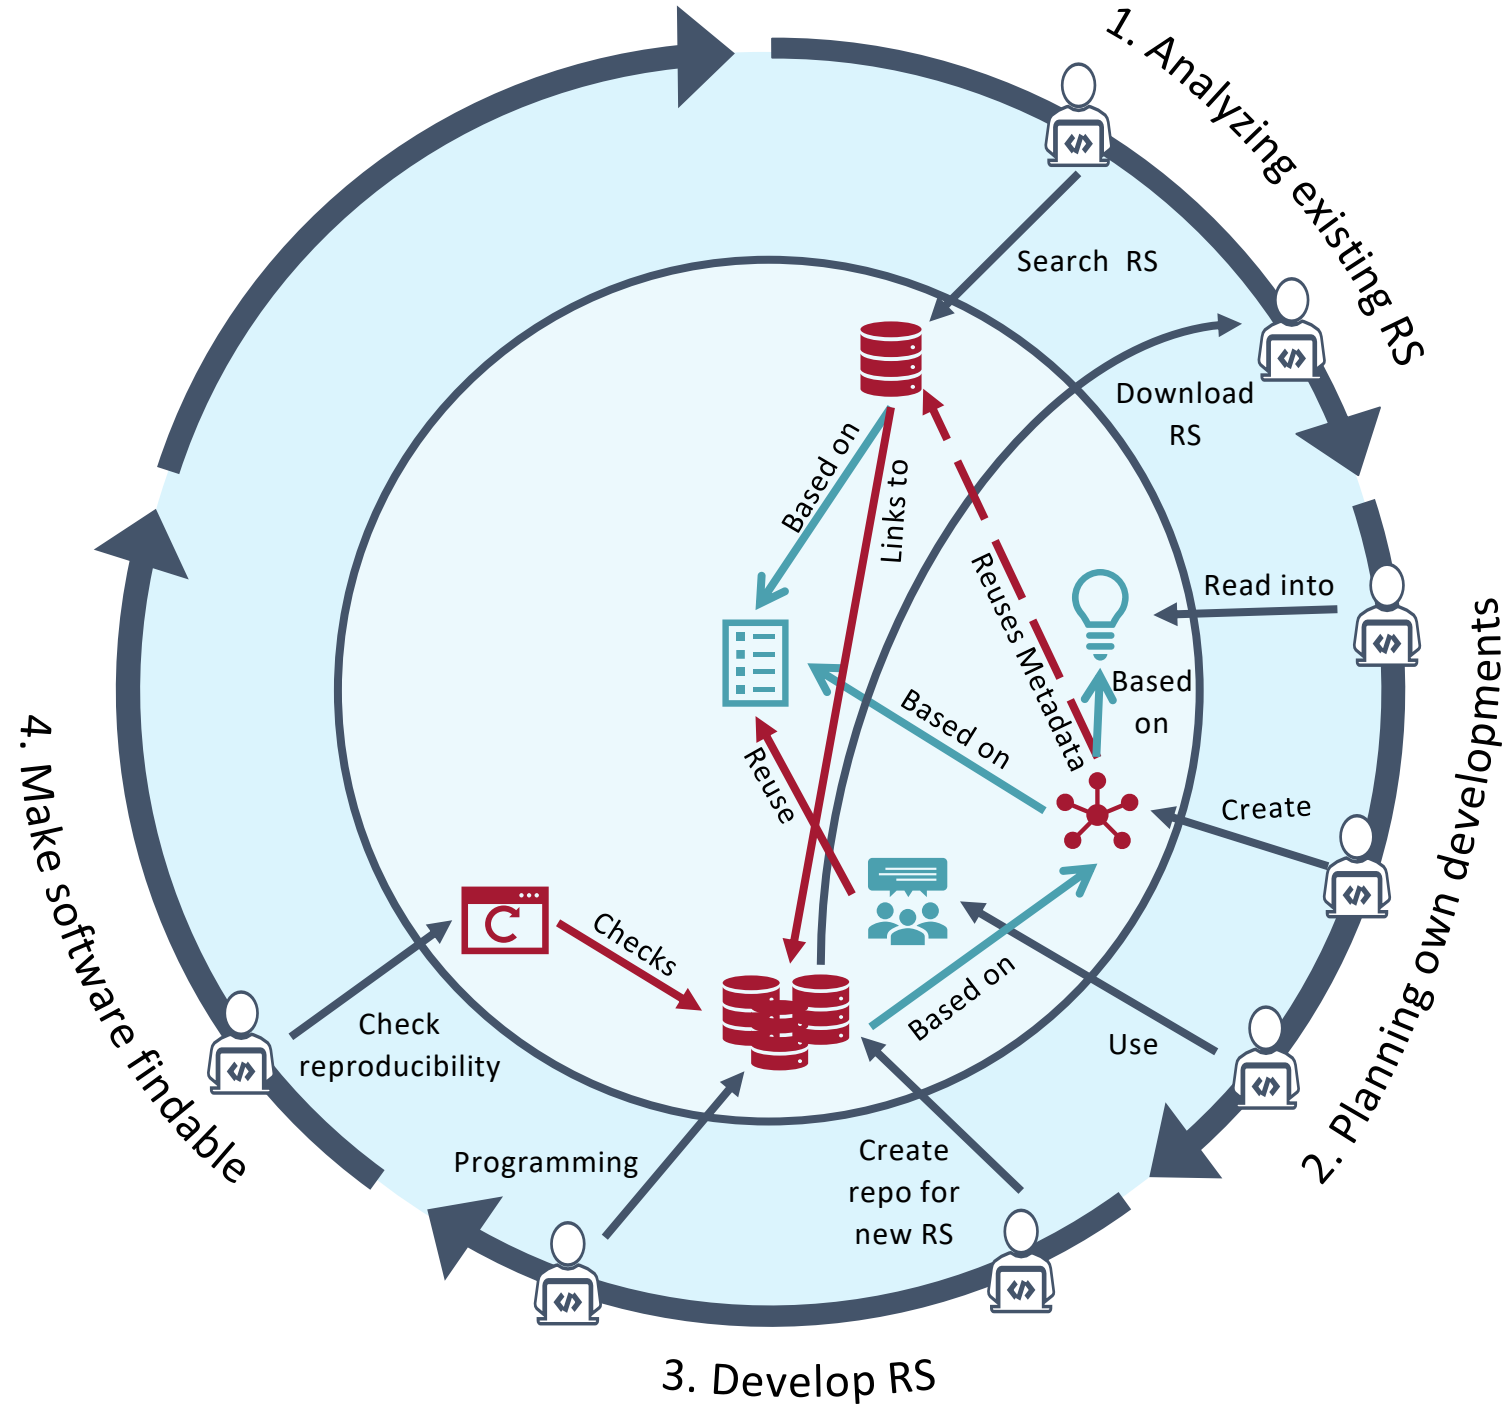 1. Analyzing existing RS
Search RS
Download
RS
Based on
Links to
Reuses Metadata
Read into
Based
on
Based on
Reuse
Create
2. Planning own developments
Checks
Based on
Use
Check
reproducibility
Programming
Create
repo for
new RS
4. Make software findable
3. Develop RS